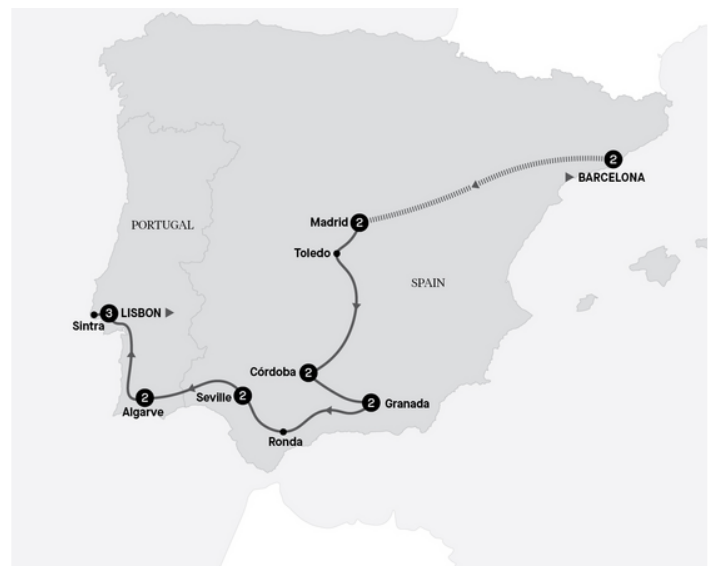 2
▶ BARCELONA
Madrid 2
PORTUGAL
Toledo
SPAIN
3 LISBON ▶
Sintra
Córdoba 2
Seville 2
2 Granada
2
Algarve
Ronda